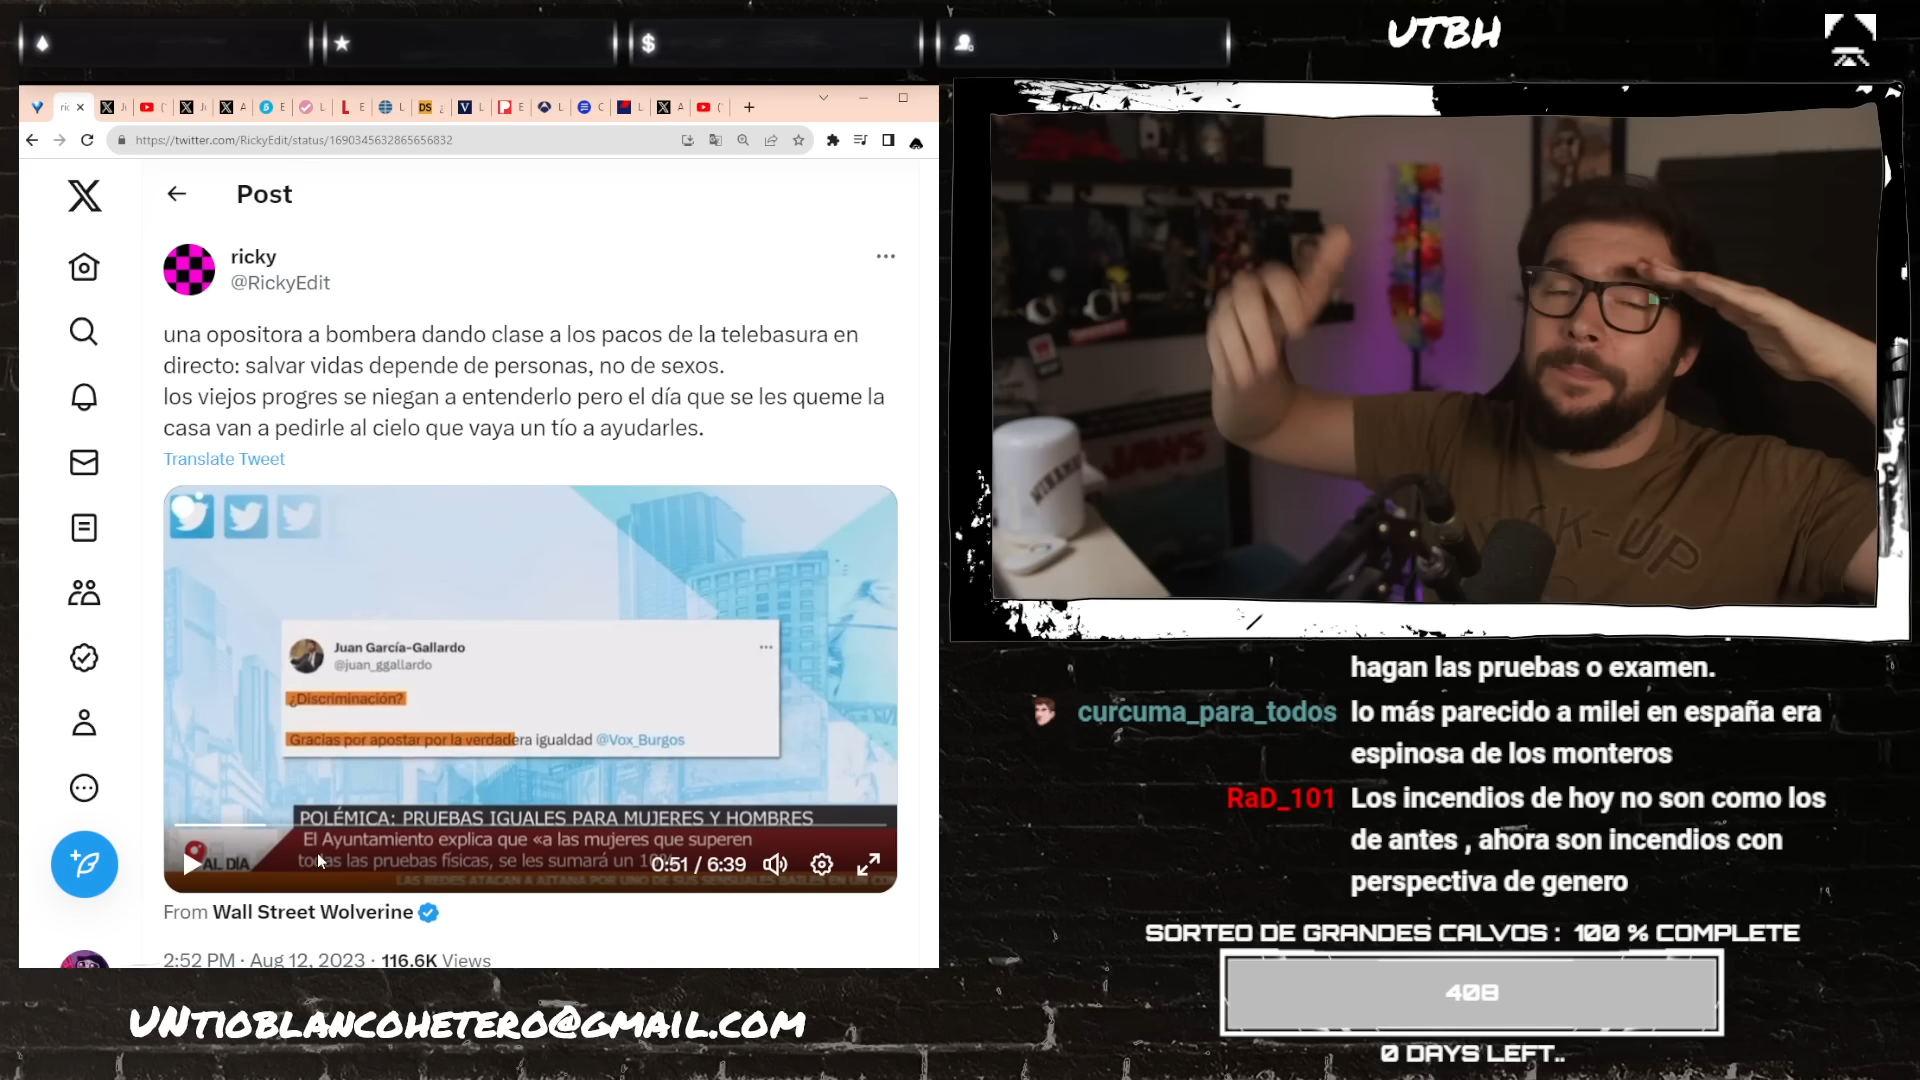 UTBH
https://twitter.com/RickyEdit/status/1690345632865656832
Post
ricky
@RickyEdit
una opositora a bombera dando clase a los pacos de la telebasura en
directo: salvar vidas depende de personas, no de sexos.
los viejos progres se niegan a entenderlo pero el día que se les queme la
casa van a pedirle al cielo que vaya un tío a ayudarles.
Translate Tweet
Juan García-Gallardo
@juan_ggallardo
¿Discriminación?
Gracias por apostar por la verdadera igualdad @Vox_Burgos
POLÉMICA: PRUEBAS IGUALES PARA MUJERES Y HOMBRES
El Ayuntamiento explica que «a las mujeres que superen
todas las pruebas físicas, se les sumará un
AL DÍA
0:51 / 6:39
LAS REDES ATACAN A AITANA POR UNO DE SUS SENSUALES BAILES EN UN
From Wall Street Wolverine
2:52 PM · Aug 12, 2023 · 116.6K Views
JAWS
hagan las pruebas o examen.
curcuma_para_todos lo más parecido a milei en españa era
espinosa de los monteros
RaD_101 Los incendios de hoy no son como los
de antes , ahora son incendios con
perspectiva de genero
SORTEO DE GRANDES CALVOS : 100 % COMPLETE
408
0 DAYS LEFT..
UNTIOBLANCOHETERO@GMAIL.COM